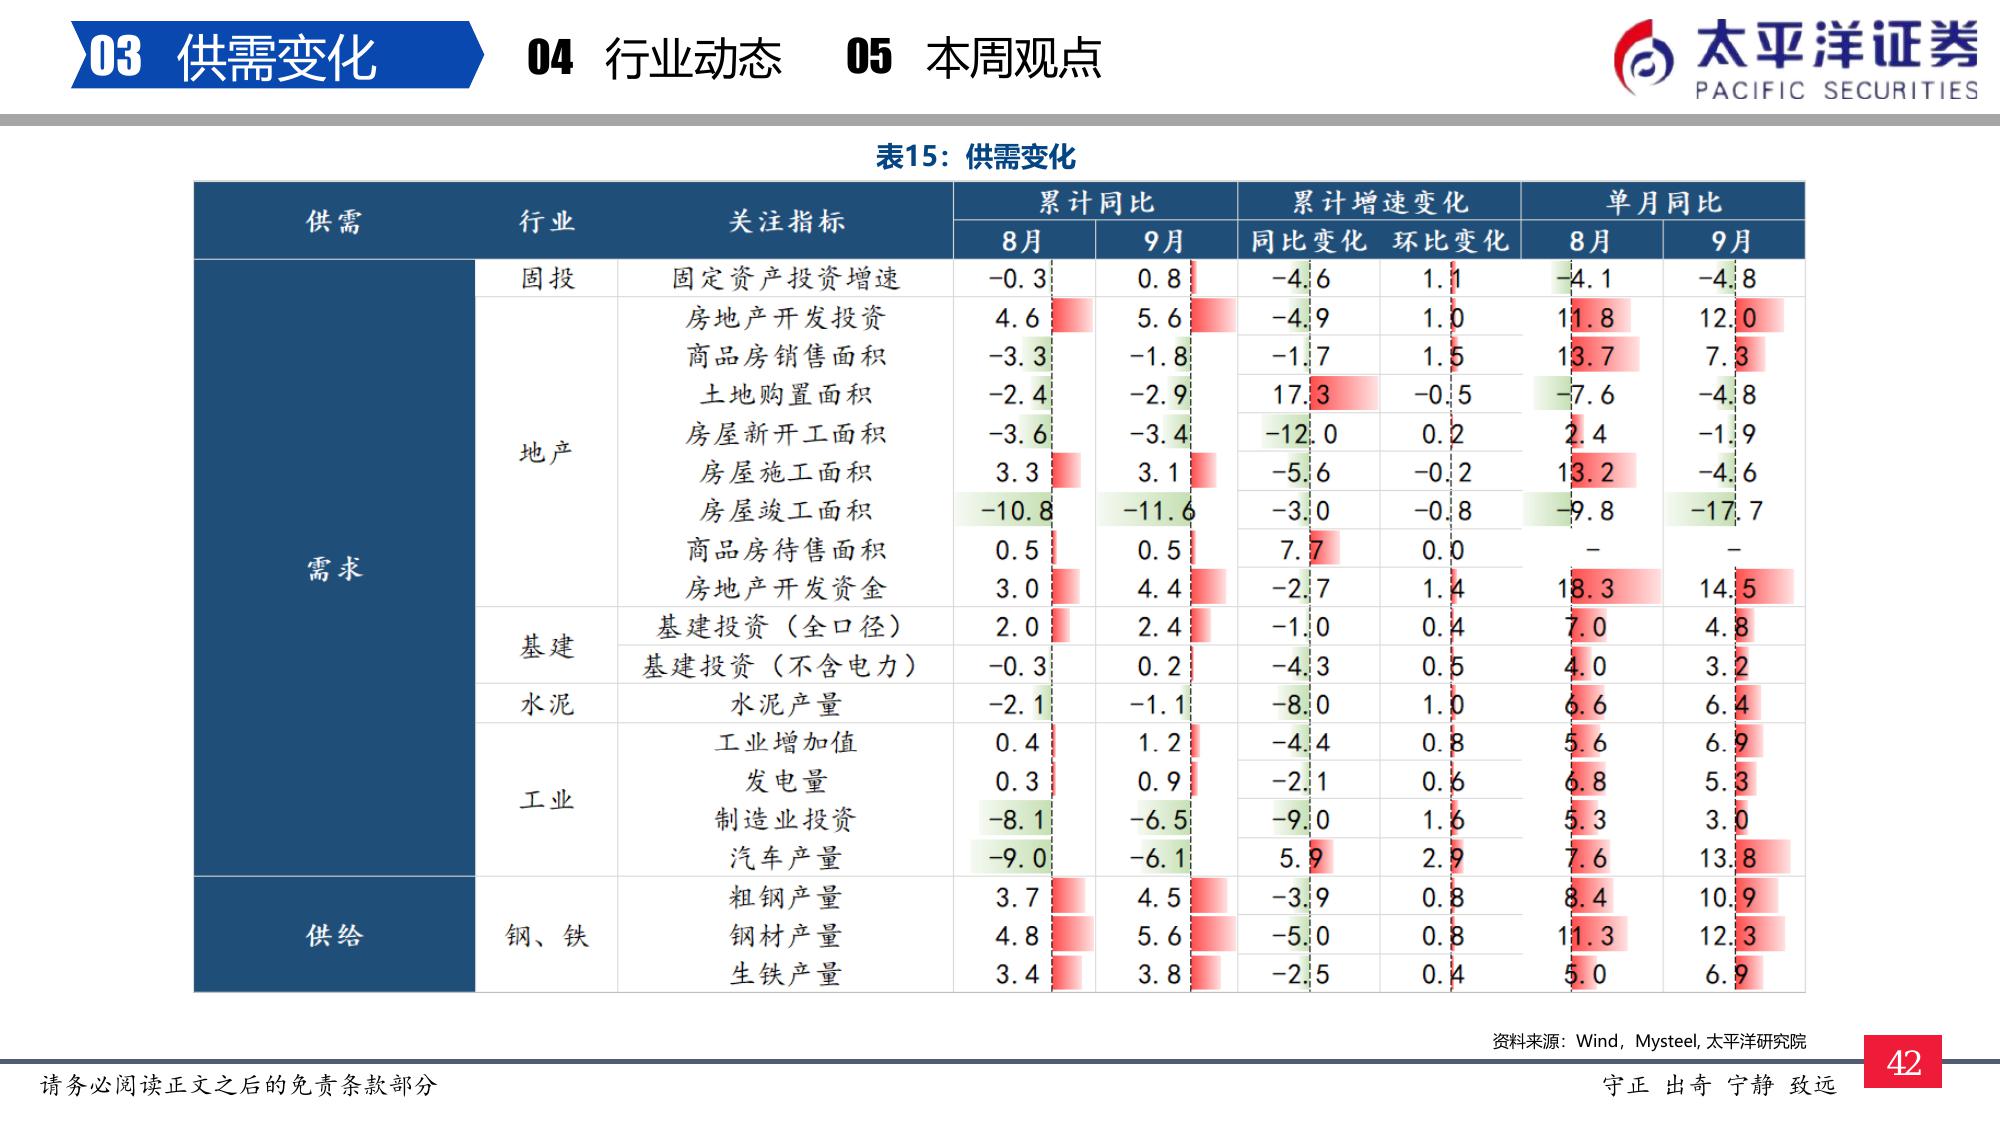 03 供需变化 04 行业动态 05 本周观点
太平洋证券
PACIFIC SECURITIES
表15：供需变化
供需 行业 关注指标 累计同比 累计增速变化 单月同比
8月 9月 同比变化 环比变化 8月 9月
需求
固投 固定资产投资增速 -0.3 0.8 -4.6 1.1 -4.1 -4.8
地产
房地产开发投资 4.6 5.6 -4.9 1.0 11.8 12.0
商品房销售面积 -3.3 -1.8 -1.7 1.5 13.7 7.3
土地购置面积 -2.4 -2.9 17.3 -0.5 -7.6 -4.8
房屋新开工面积 -3.6 -3.4 -12.0 0.2 2.4 -1.9
房屋施工面积 3.3 3.1 -5.6 -0.2 13.2 -4.6
房屋竣工面积 -10.8 -11.6 -3.0 -0.8 -9.8 -17.7
商品房待售面积 0.5 0.5 7.7 0.0 - -
房地产开发资金 3.0 4.4 -2.7 1.4 18.3 14.5
基建
基建投资（全口径） 2.0 2.4 -1.0 0.4 7.0 4.8
基建投资（不含电力） -0.3 0.2 -4.3 0.5 4.0 3.2
水泥 水泥产量 -2.1 -1.1 -8.0 1.0 6.6 6.4
工业
工业增加值 0.4 1.2 -4.4 0.8 5.6 6.9
发电量 0.3 0.9 -2.1 0.6 6.8 5.3
制造业投资 -8.1 -6.5 -9.0 1.6 5.3 3.0
汽车产量 -9.0 -6.1 5.9 2.9 7.6 13.8
供给
钢、铁
粗钢产量 3.7 4.5 -3.9 0.8 8.4 10.9
钢材产量 4.8 5.6 -5.0 0.8 11.3 12.3
生铁产量 3.4 3.8 -2.5 0.4 5.0 6.9
资料来源：Wind，Mysteel, 太平洋研究院
请务必阅读正文之后的免责条款部分
守正 出奇 宁静 致远
42